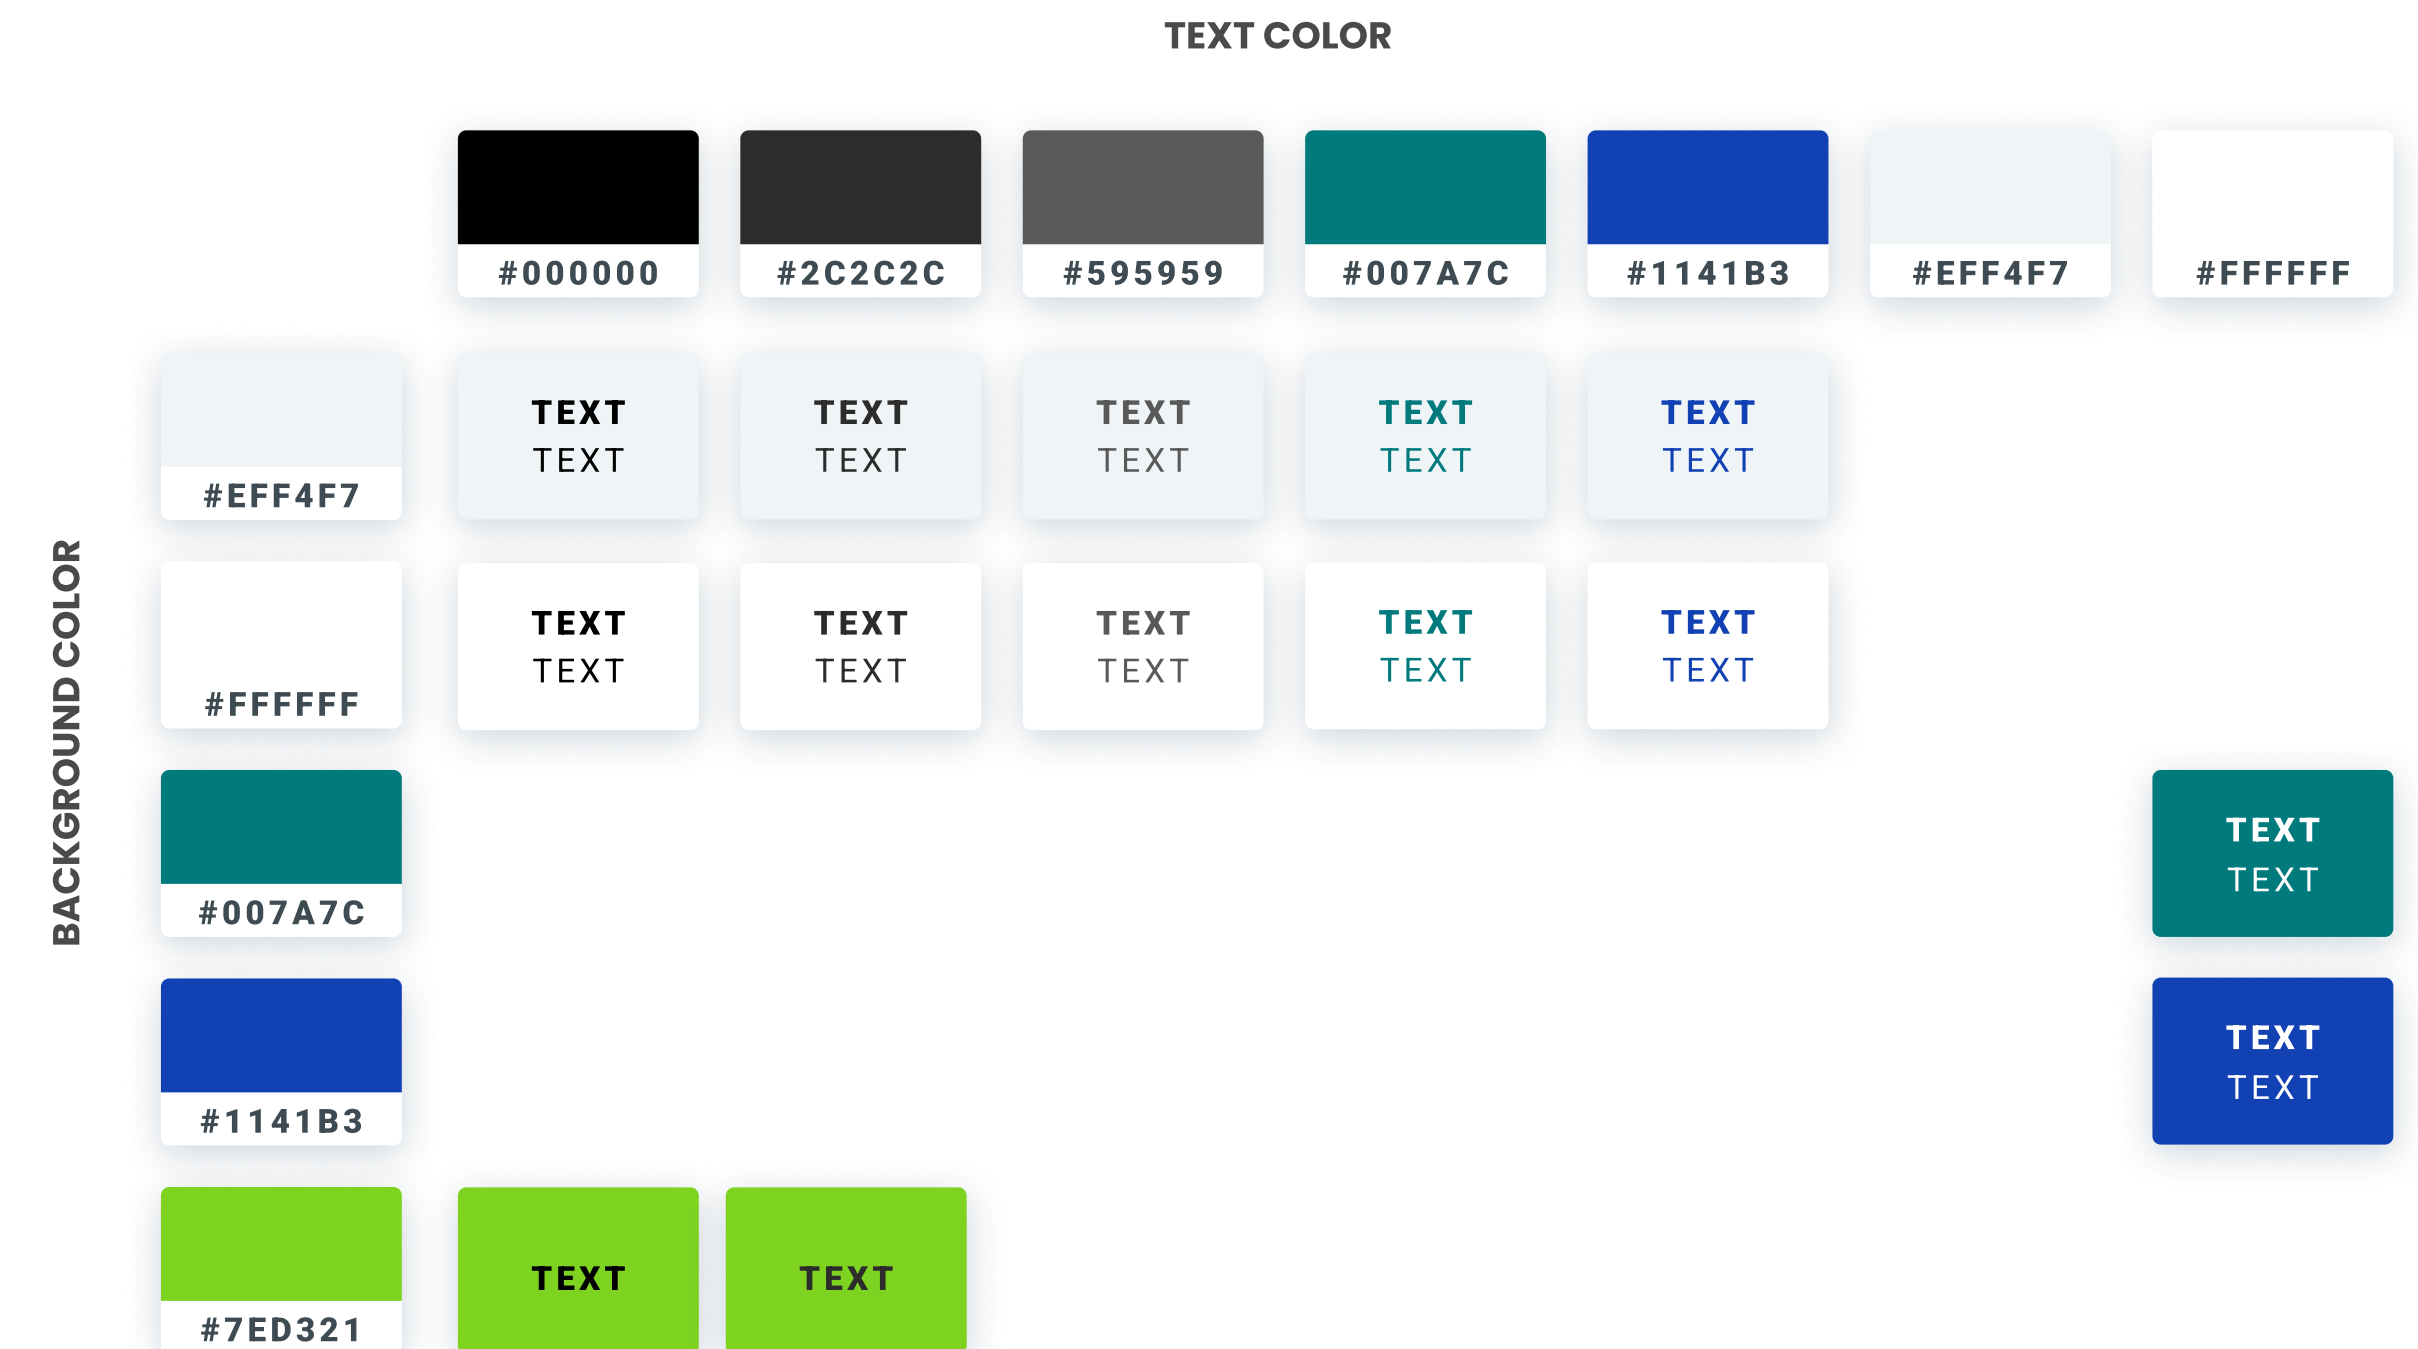 TEXT COLOR
#000000 #2C2C2C #595959 #007A7C #1141B3 #EFF4F7 #FFFFFF
BACKGROUND COLOR
TEXT TEXT TEXT TEXT TEXT
TEXT TEXT TEXT TEXT TEXT
#EFF4F7
TEXT TEXT TEXT TEXT TEXT
TEXT TEXT TEXT TEXT TEXT
#FFFFFF
TEXT
TEXT
#007A7C
TEXT
TEXT
#1141B3
TEXT TEXT
#7ED321